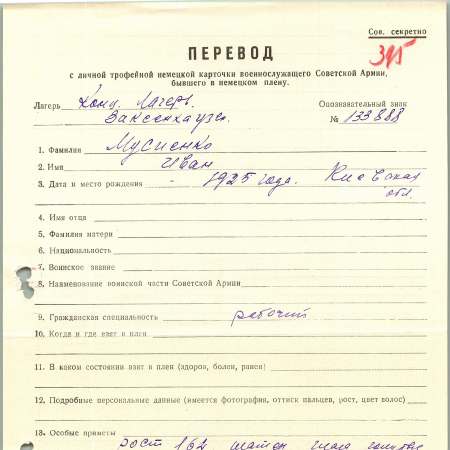 Сов. секретно
395
ПЕРЕВОД
с личной трофейной немецкой карточки военнослужащего Советской Армии,
бывшего в немецком плену.
Лагерь Конц. Лагерь Опознавательный знак
Заксенхаузен № 133888
1. Фамилия Мусиенко
2. Имя Иван
3. Дата и место рождения - 1925 года. Киевская
обл.
4. Имя отца
5. Фамилия матери
6. Национальность
7. Воинское звание
8. Наименование воинской части Советской Армии
9. Гражданская специальность рабочий
10. Когда и где взят в плен
11. В каком состоянии взят в плен (здоров, болен, ранен)
12. Подробные персональные данные (имеется фотография, оттиск пальцев, рост, цвет волос)
13. Особые приметы
рост 162 шатен глаза голубые